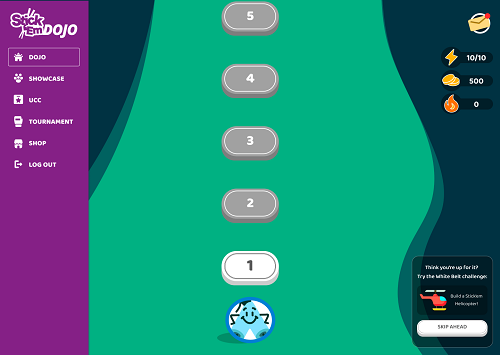 Stick
'Em DOJO
DOJO
SHOWCASE
UCC
TOURNAMENT
SHOP
LOG OUT
5
4
3
2
1
10/10
500
0
Think you're up for it?
Try the White Belt challenge:
Build a Stickem
Helicopter!
SKIP AHEAD